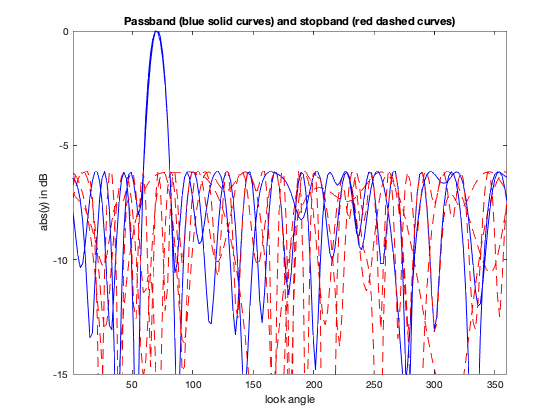 Passband (blue solid curves) and stopband (red dashed curves)
0
-5
-10
-15
abs(y) in dB
50 100 150 200 250 300 350
look angle